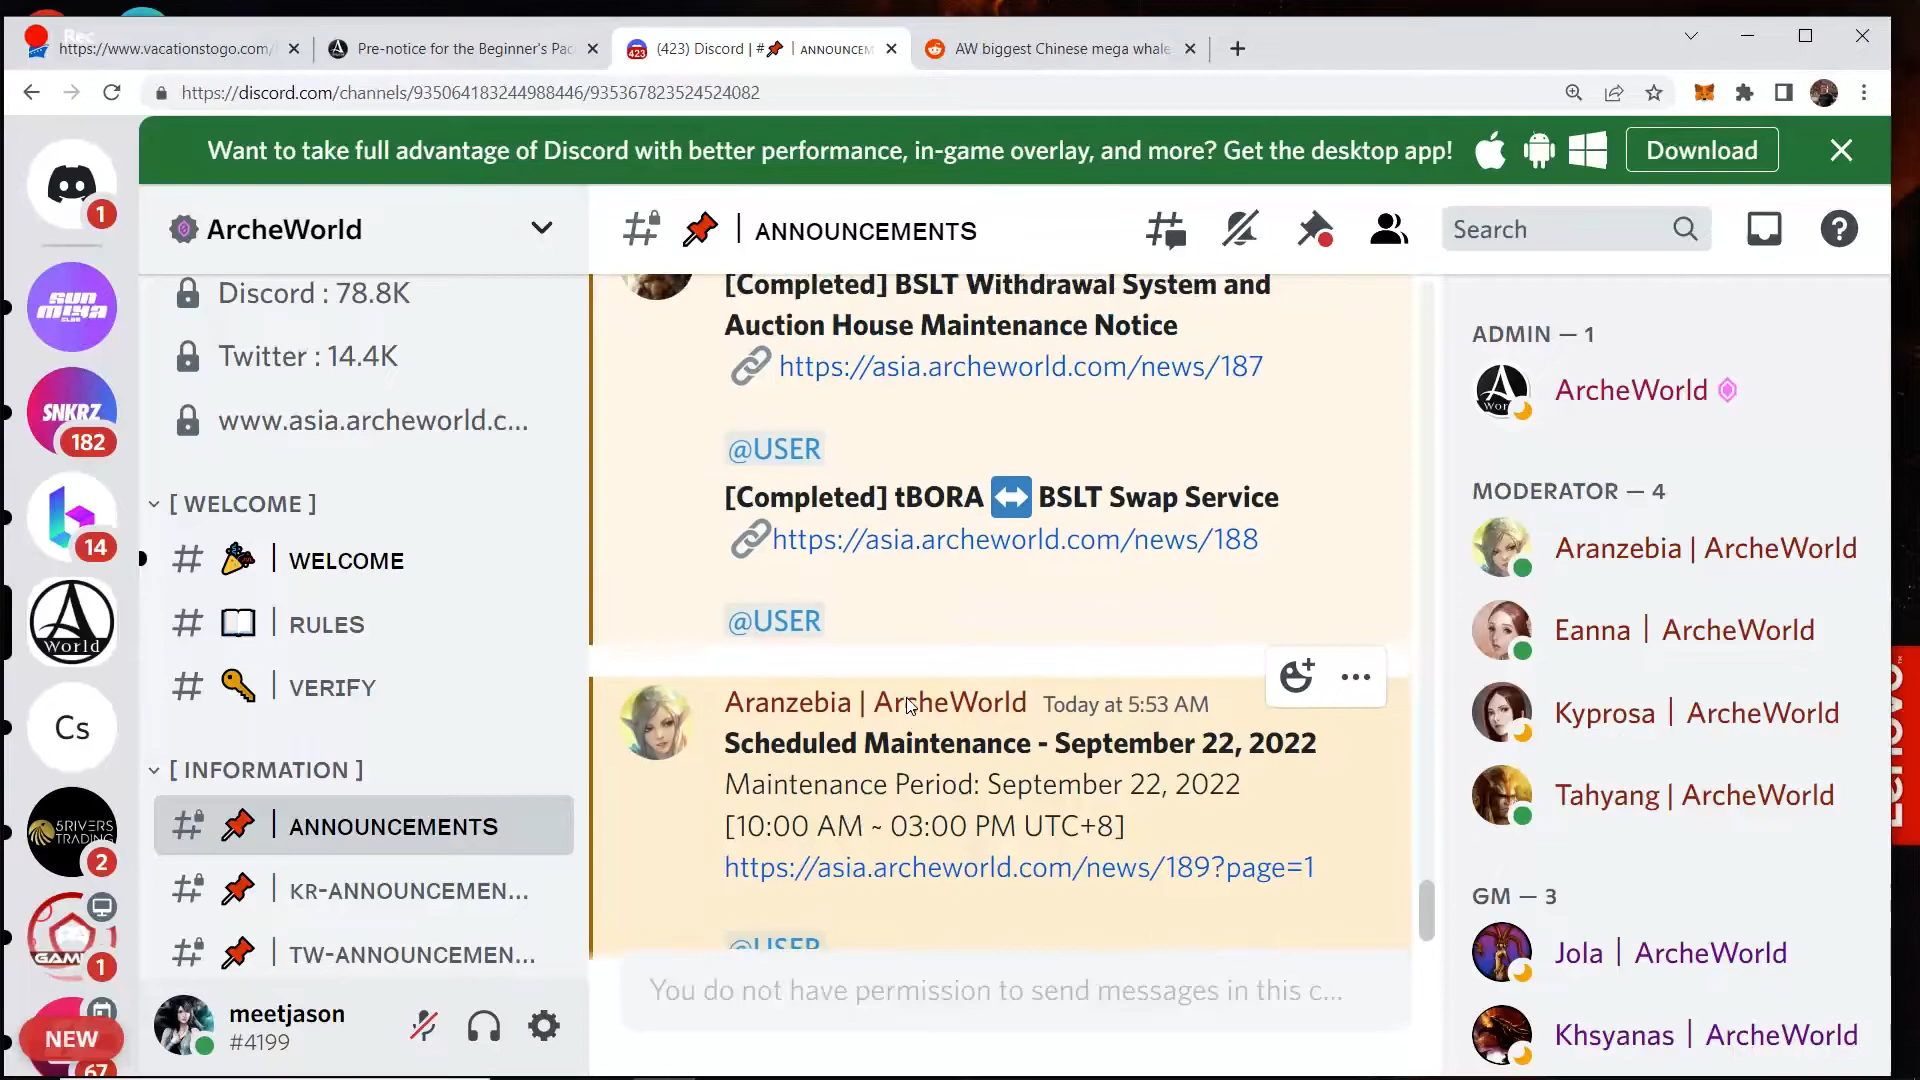 https://www.vacationstogo.com/
Pre-notice for the Beginner's Pac
(423) Discord | # | ANNOUNCEM
AW biggest Chinese mega whale
https://discord.com/channels/935064183244988446/935367823524524082
Want to take full advantage of Discord with better performance, in-game overlay, and more? Get the desktop app!
Download
ArcheWorld
ANNOUNCEMENTS
Search
1
SUN MIYA CLUB
SNKRZ
182
14
World
Cs
5RIVERS TRADING
2
GAM
1
NEW
67
Discord : 78.8K
Twitter : 14.4K
www.asia.archeworld.c...
[ WELCOME ]
WELCOME
RULES
VERIFY
[ INFORMATION ]
ANNOUNCEMENTS
KR-ANNOUNCEMEN...
TW-ANNOUNCEMEN...
meetjason
#4199
[Completed] BSLT Withdrawal System and
Auction House Maintenance Notice
https://asia.archeworld.com/news/187
@USER
[Completed] tBORA ↔ BSLT Swap Service
https://asia.archeworld.com/news/188
@USER
Aranzebia | ArcheWorld Today at 5:53 AM
Scheduled Maintenance - September 22, 2022
Maintenance Period: September 22, 2022
[10:00 AM ~ 03:00 PM UTC+8]
https://asia.archeworld.com/news/189?page=1
@USER
You do not have permission to send messages in this c...
ADMIN — 1
ArcheWorld
MODERATOR — 4
Aranzebia | ArcheWorld
Eanna | ArcheWorld
Kyprosa | ArcheWorld
Tahyang | ArcheWorld
GM — 3
Jola | ArcheWorld
Khsyanas | ArcheWorld
Lenovo